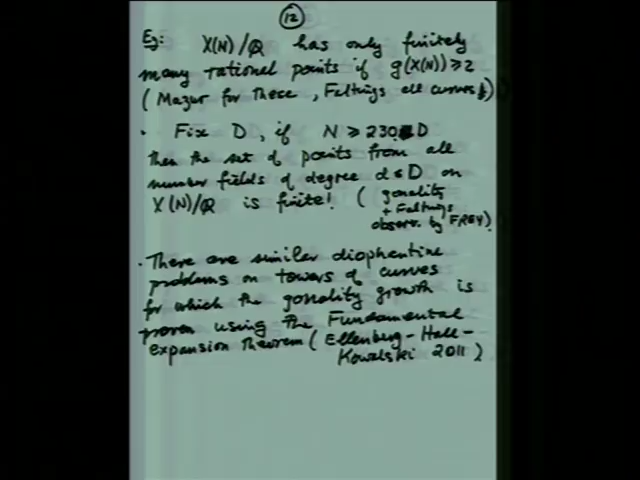 12
Eg: X(N)/Q has only finitely
many rational points if g(X(N)) ≥ 2
(Mazur for these, Faltings all curves!)
· Fix D, if N ≥ 230 D
then the set of points from all
number fields of degree d ≤ D on
X(N)/Q is finite! (gonality
+ Faltings
observ. by FREY).
· There are similar diophantine
problems on towers of curves
for which the gonality growth is
proven using the Fundamental
expansion Theorem (Ellenberg-Hall-
Kowalski 2011)